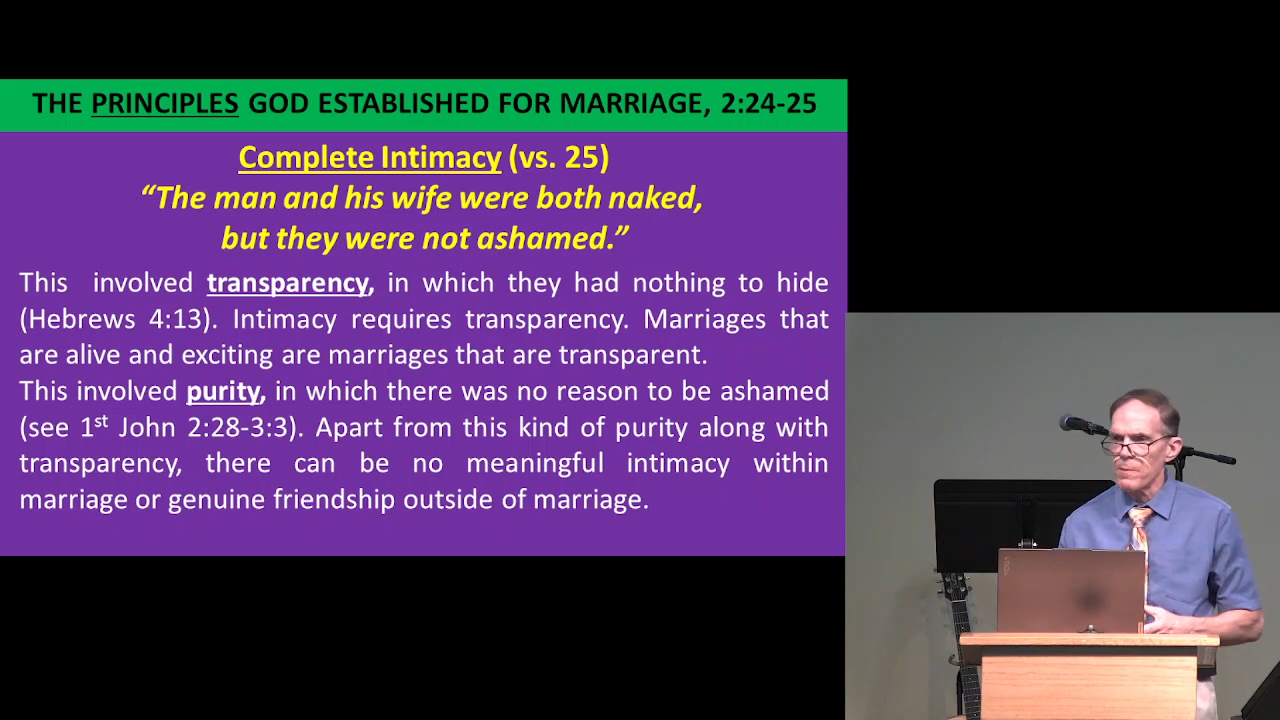 THE PRINCIPLES GOD ESTABLISHED FOR MARRIAGE, 2:24-25
Complete Intimacy (vs. 25)
“The man and his wife were both naked,
but they were not ashamed.”
This involved transparency, in which they had nothing to hide
(Hebrews 4:13). Intimacy requires transparency. Marriages that
are alive and exciting are marriages that are transparent.
This involved purity, in which there was no reason to be ashamed
(see 1st John 2:28-3:3). Apart from this kind of purity along with
transparency, there can be no meaningful intimacy within
marriage or genuine friendship outside of marriage.